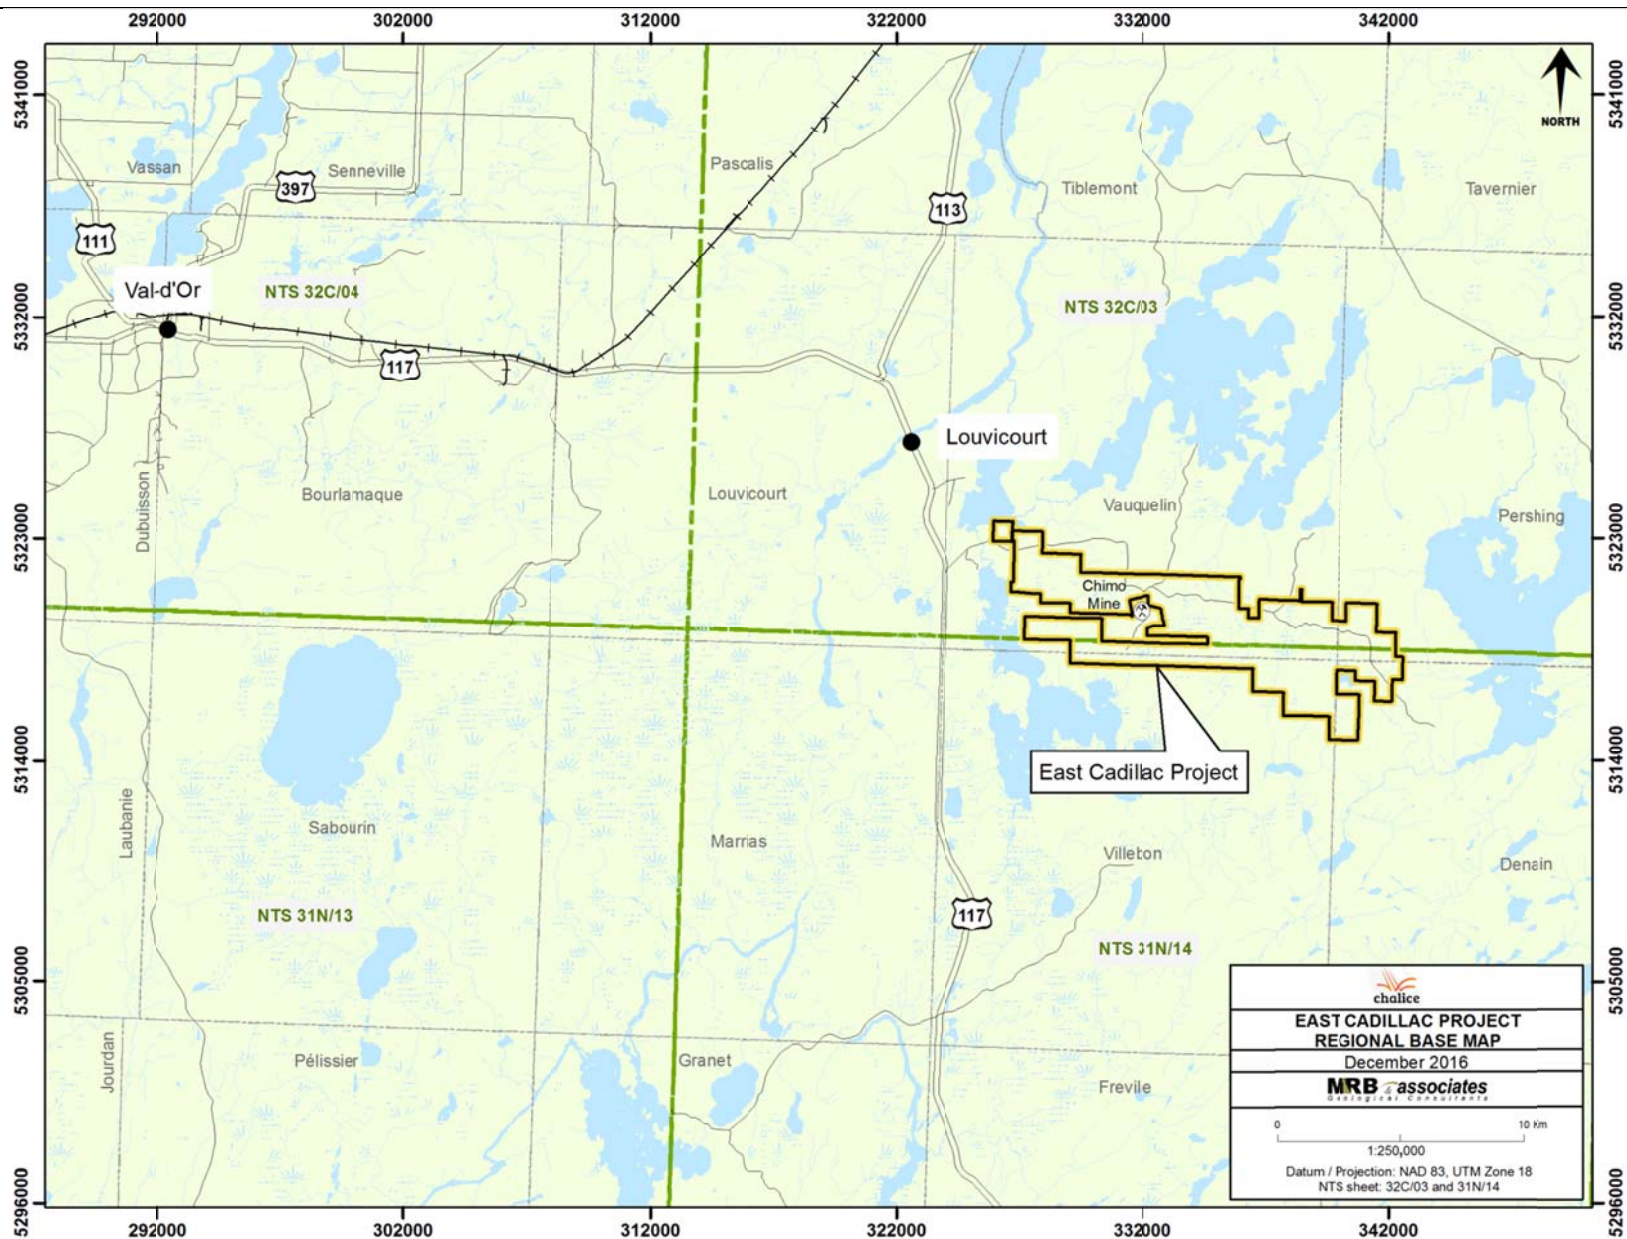 292000 302000 312000 322000 332000 342000
5341000 5341000
NORTH
Vassan
Senneville
Pascalis
Tiblemont
Tavernier
397
113
111
Val-d'Or
NTS 32C/04
NTS 32C/03
5332000 5332000
117
Louvicourt
Dubuisson
Bourlamaque
Louvicourt
Vauquelin
Pershing
5323000 5323000
Chimo
Mine
East Cadillac Project
5314000 5314000
Laubanie
Sabourin
Marrias
Villebon
Denain
NTS 31N/13
117
NTS 31N/14
5305000 5305000
Jourdan
Pélissier
Granet
Freville
chalice
EAST CADILLAC PROJECT
REGIONAL BASE MAP
December 2016
MRB & associates
Geological Consultants
0 10 Km
1:250,000
Datum / Projection: NAD 83, UTM Zone 18
NTS sheet: 32C/03 and 31N/14
5296000 5296000
292000 302000 312000 322000 332000 342000